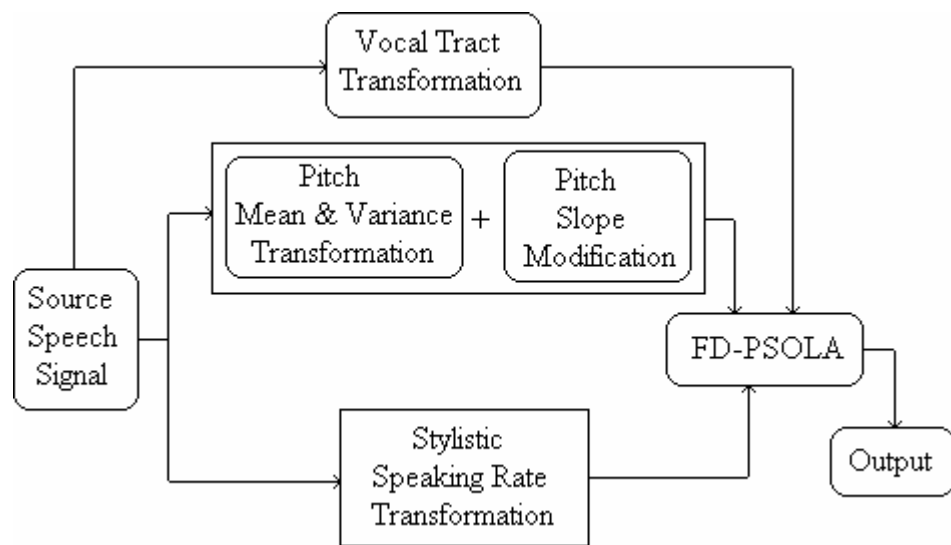 Vocal Tract
Transformation
Pitch
Mean & Variance
Transformation
+
Pitch
Slope
Modification
Source
Speech
Signal
FD-PSOLA
Stylistic
Speaking Rate
Transformation
Output